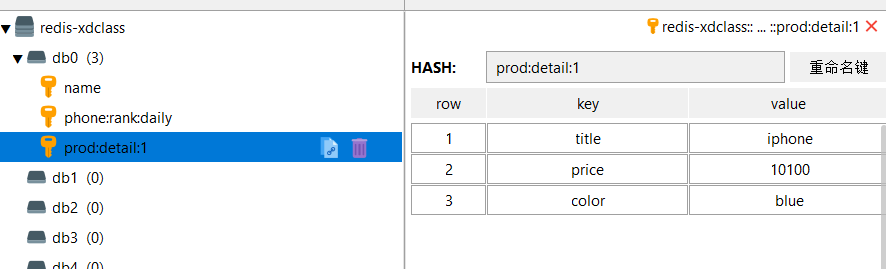 redis-xdclass
db0 (3)
name
phone:rank:daily
prod:detail:1
db1 (0)
db2 (0)
db3 (0)
db4 (0)
redis-xdclass:: ... ::prod:detail:1
HASH: prod:detail:1 重命名键
row key value
1 title iphone
2 price 10100
3 color blue